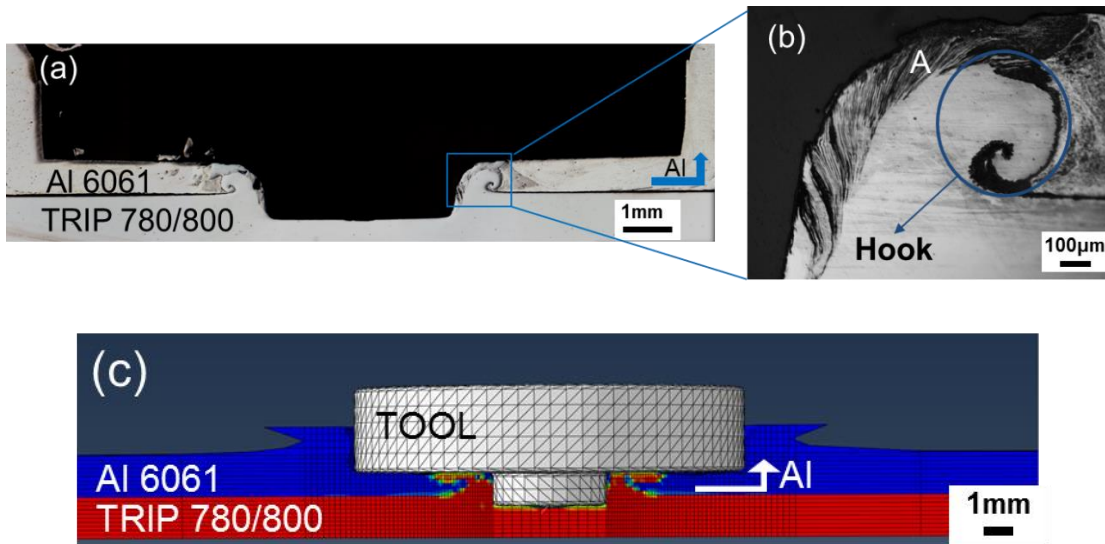 (a)
Al 6061
TRIP 780/800
Al
1mm
(b)
A
Hook
100µm
(c)
TOOL
Al 6061
TRIP 780/800
Al
1mm